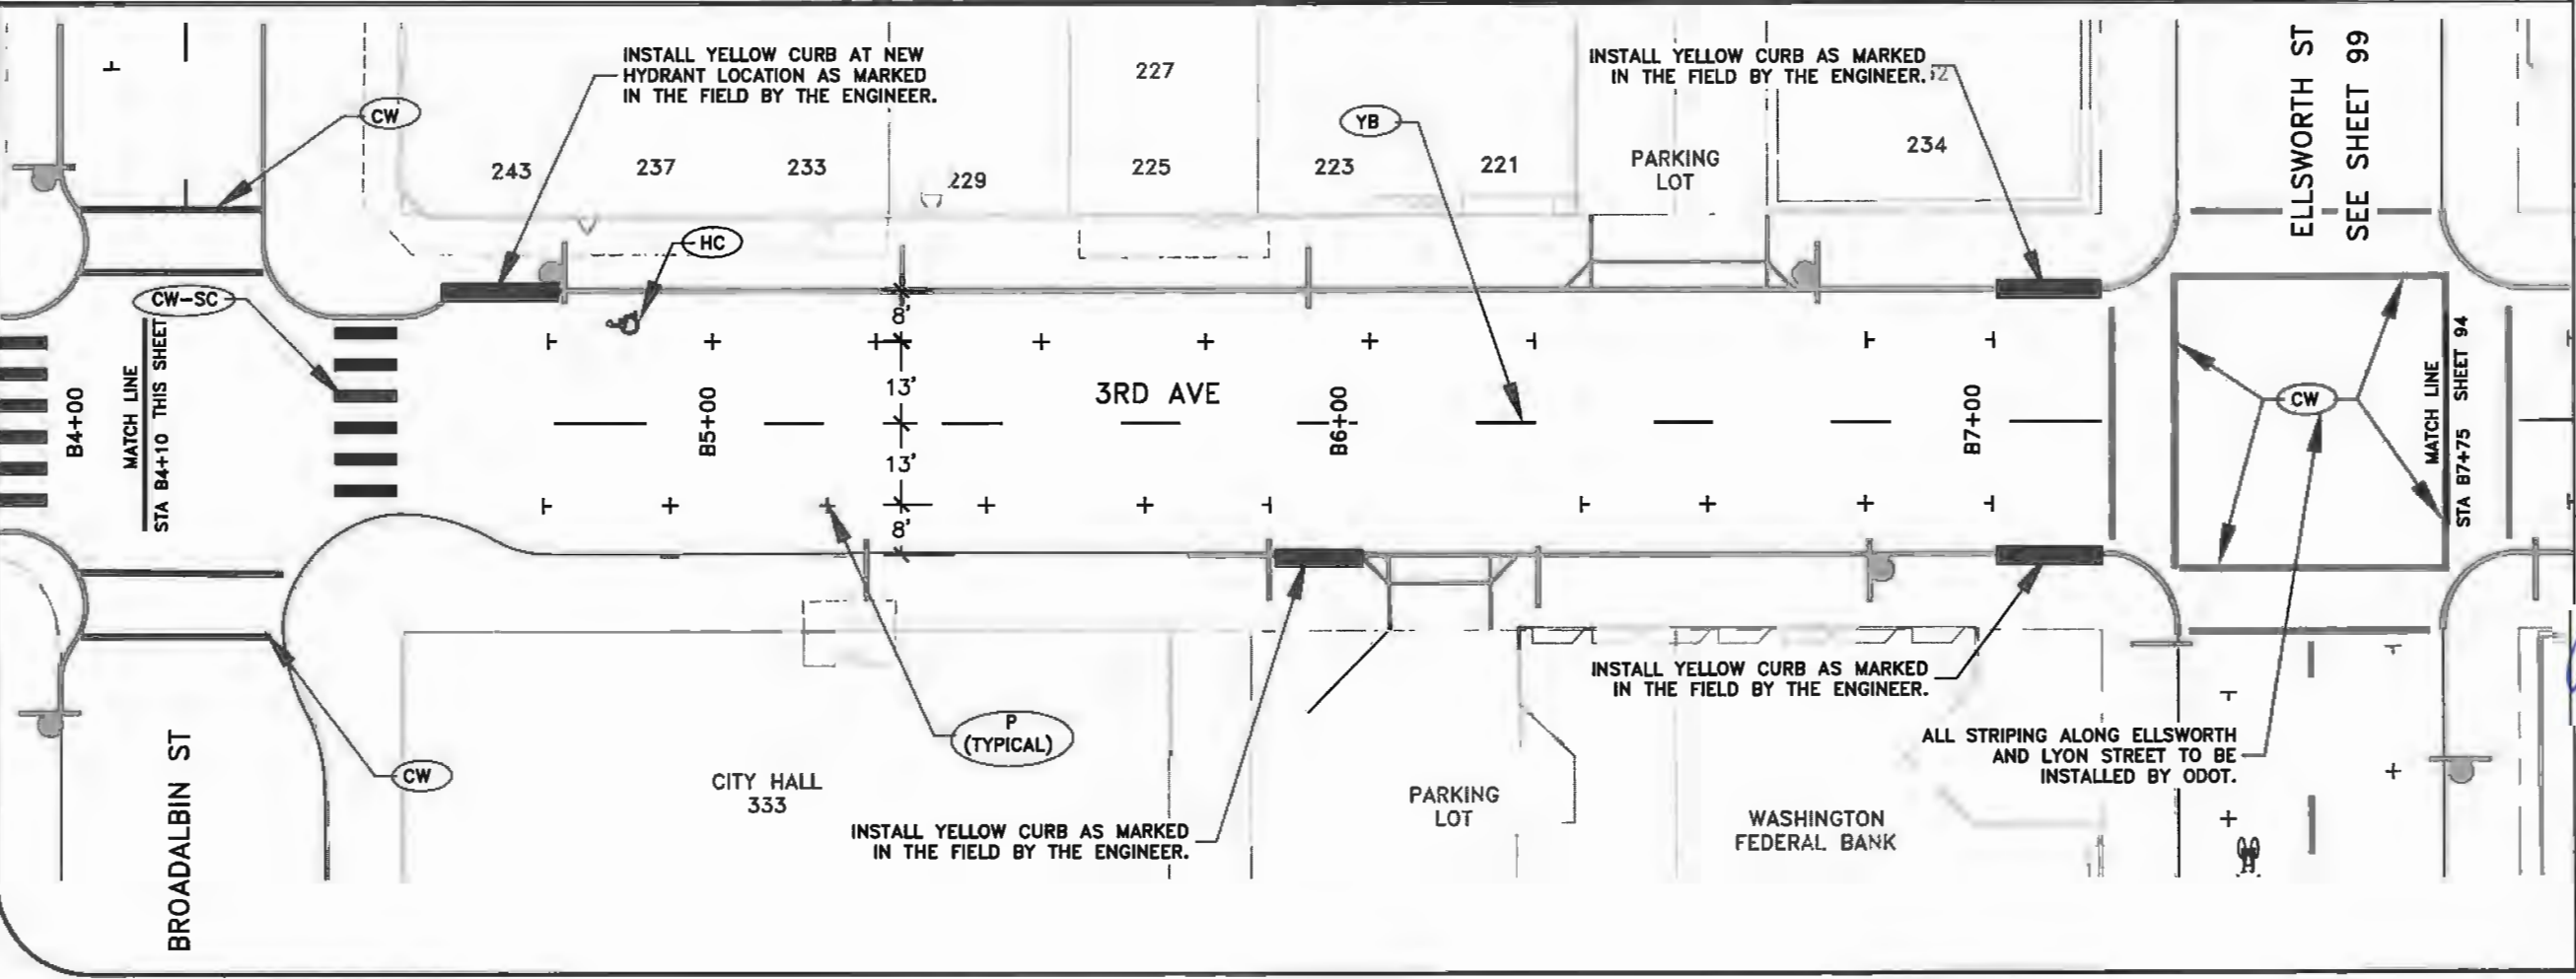 INSTALL YELLOW CURB AT NEW
HYDRANT LOCATION AS MARKED
IN THE FIELD BY THE ENGINEER.
227
INSTALL YELLOW CURB AS MARKED
IN THE FIELD BY THE ENGINEER.
ELLSWORTH ST
SEE SHEET 99
CW
YB
243
237
233
229
225
223
221
PARKING
LOT
234
HC
CW-SC
8'
13'
13'
8'
3RD AVE
B4+00
MATCH LINE
STA B4+10 THIS SHEET
B5+00
B6+00
B7+00
CW
MATCH LINE
STA B7+75 SHEET 94
INSTALL YELLOW CURB AS MARKED
IN THE FIELD BY THE ENGINEER.
P
(TYPICAL)
CW
BROADALBIN ST
CITY HALL
333
INSTALL YELLOW CURB AS MARKED
IN THE FIELD BY THE ENGINEER.
PARKING
LOT
WASHINGTON
FEDERAL BANK
ALL STRIPING ALONG ELLSWORTH
AND LYON STREET TO BE
INSTALLED BY ODOT.